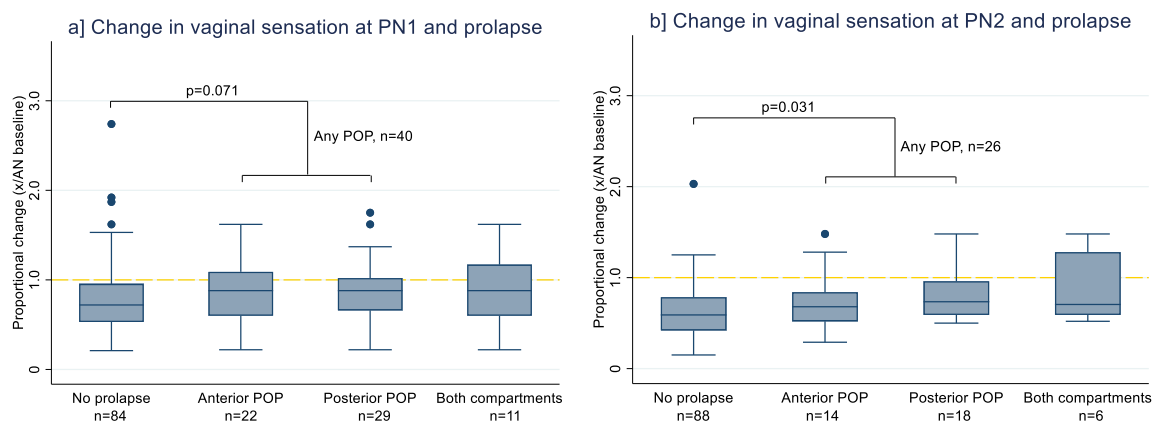 a] Change in vaginal sensation at PN1 and prolapse
Proportional change (x/AN baseline)
3.0
2.0
1.0
0
p=0.071
Any POP, n=40
No prolapse
n=84
Anterior POP
n=22
Posterior POP
n=29
Both compartments
n=11
b] Change in vaginal sensation at PN2 and prolapse
Proportional change (x/AN baseline)
3.0
2.0
1.0
0
p=0.031
Any POP, n=26
No prolapse
n=88
Anterior POP
n=14
Posterior POP
n=18
Both compartments
n=6